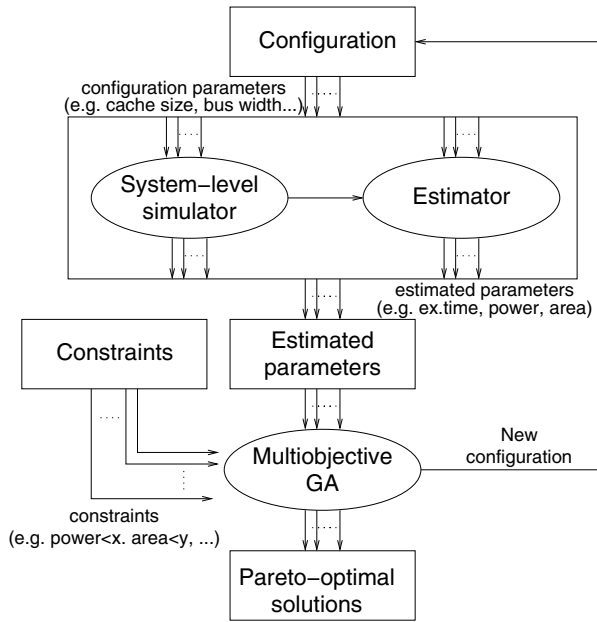 Configuration
configuration parameters
(e.g. cache size, bus width...)
System−level
simulator
Estimator
estimated parameters
(e.g. ex.time, power, area)
Constraints
Estimated
parameters
Multiobjective
GA
New
configuration
constraints
(e.g. power<x. area<y, ...)
Pareto−optimal
solutions